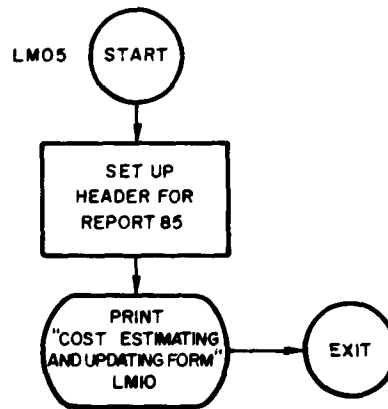 LM05
START
SET UP
HEADER FOR
REPORT 85
PRINT
"COST ESTIMATING
AND UPDATING FORM"
LM10
EXIT